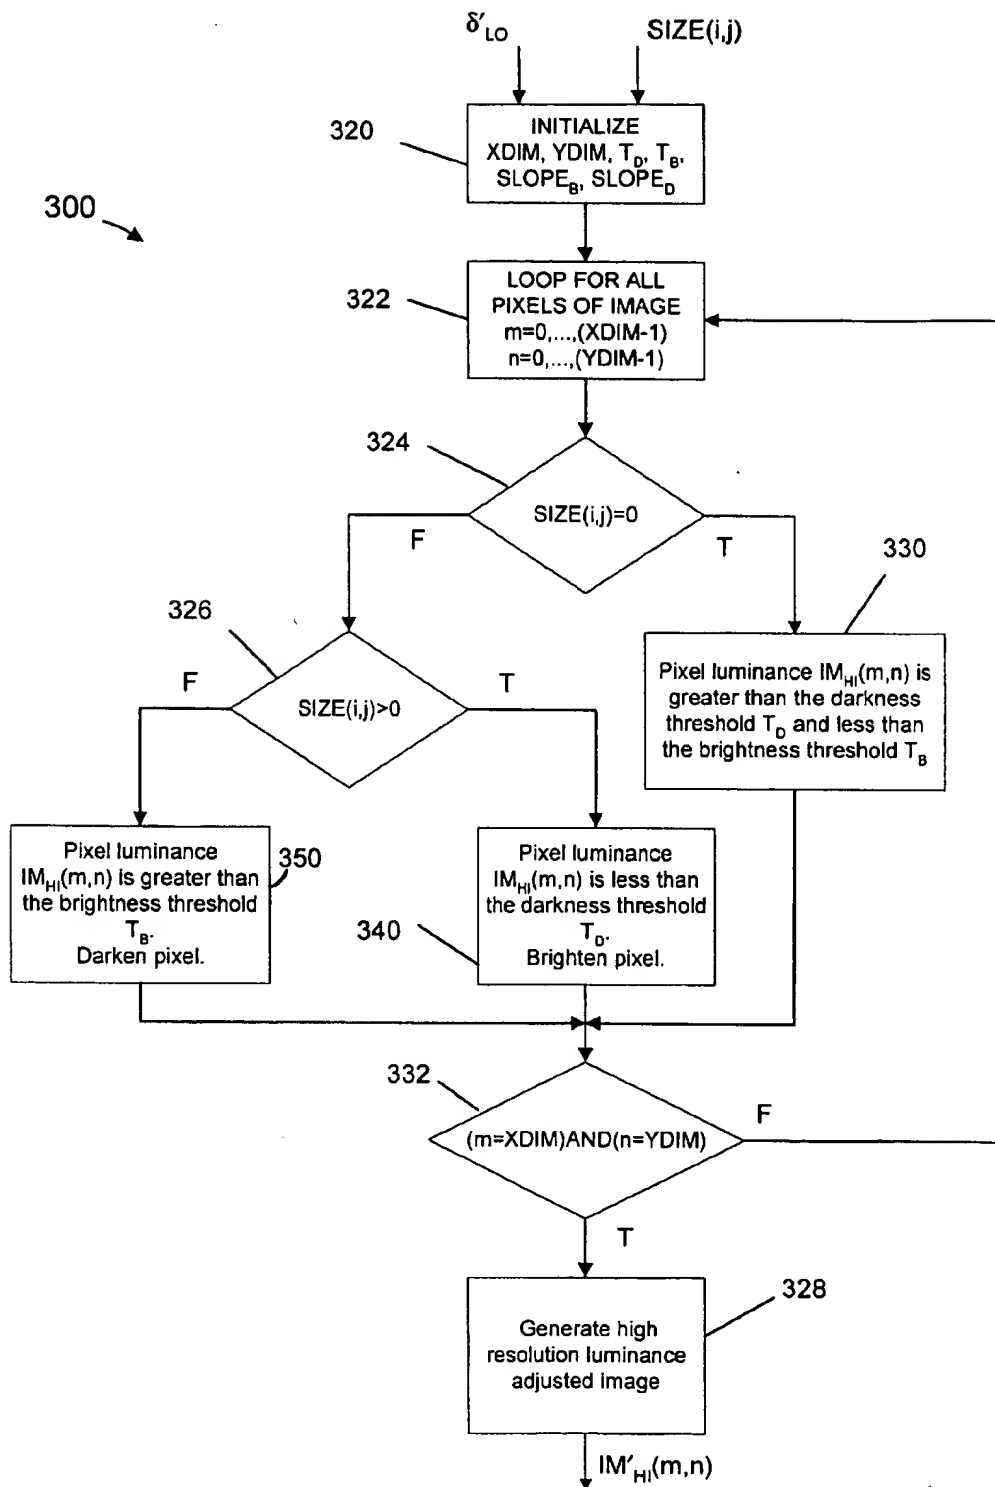 δ'LO
SIZE(i,j)
320
INITIALIZE
XDIM, YDIM, TD, TB,
SLOPEB, SLOPED
300
322
LOOP FOR ALL
PIXELS OF IMAGE
m=0,...,(XDIM-1)
n=0,...,(YDIM-1)
324
SIZE(i,j)=0
F
T
330
326
Pixel luminance IMHI(m,n) is
greater than the darkness
threshold TD and less than
the brightness threshold TB
F
SIZE(i,j)>0
T
Pixel luminance
IMHI(m,n) is greater than
the brightness threshold
TB.
Darken pixel.
350
Pixel luminance
IMHI(m,n) is less than
the darkness threshold
TD.
Brighten pixel.
340
332
(m=XDIM)AND(n=YDIM)
F
T
328
Generate high
resolution luminance
adjusted image
IM'HI(m,n)